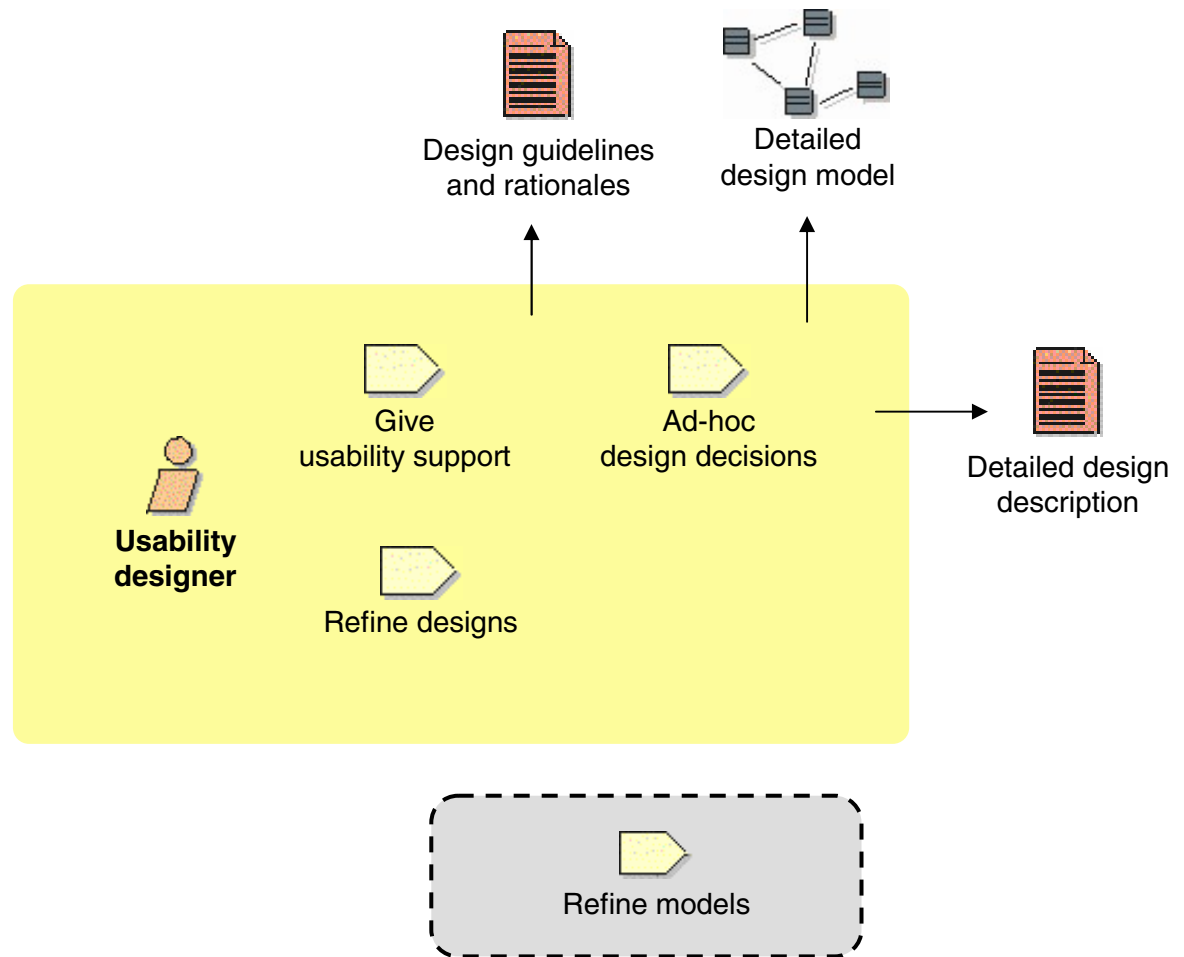 Design guidelines
and rationales
Detailed
design model
Give
usability support
Ad-hoc
design decisions
Detailed design
description
Usability
designer
Refine designs
Refine models